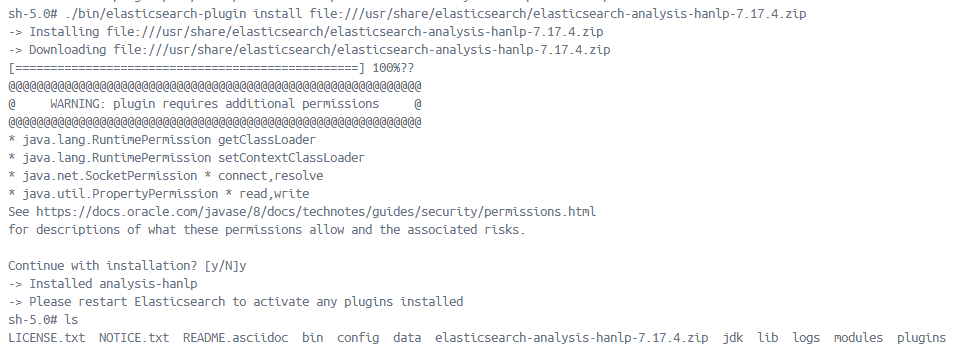 sh-5.0# ./bin/elasticsearch-plugin install file:///usr/share/elasticsearch/elasticsearch-analysis-hanlp-7.17.4.zip
-> Installing file:///usr/share/elasticsearch/elasticsearch-analysis-hanlp-7.17.4.zip
-> Downloading file:///usr/share/elasticsearch/elasticsearch-analysis-hanlp-7.17.4.zip
[=================================================] 100%??
@@@@@@@@@@@@@@@@@@@@@@@@@@@@@@@@@@@@@@@@@@@@@@@@@@@@@@@@@@@
@     WARNING: plugin requires additional permissions     @
@@@@@@@@@@@@@@@@@@@@@@@@@@@@@@@@@@@@@@@@@@@@@@@@@@@@@@@@@@@
* java.lang.RuntimePermission getClassLoader
* java.lang.RuntimePermission setContextClassLoader
* java.net.SocketPermission * connect,resolve
* java.util.PropertyPermission * read,write
See https://docs.oracle.com/javase/8/docs/technotes/guides/security/permissions.html
for descriptions of what these permissions allow and the associated risks.

Continue with installation? [y/N]y
-> Installed analysis-hanlp
-> Please restart Elasticsearch to activate any plugins installed
sh-5.0# ls
LICENSE.txt  NOTICE.txt  README.asciidoc  bin  config  data  elasticsearch-analysis-hanlp-7.17.4.zip  jdk  lib  logs  modules  plugins